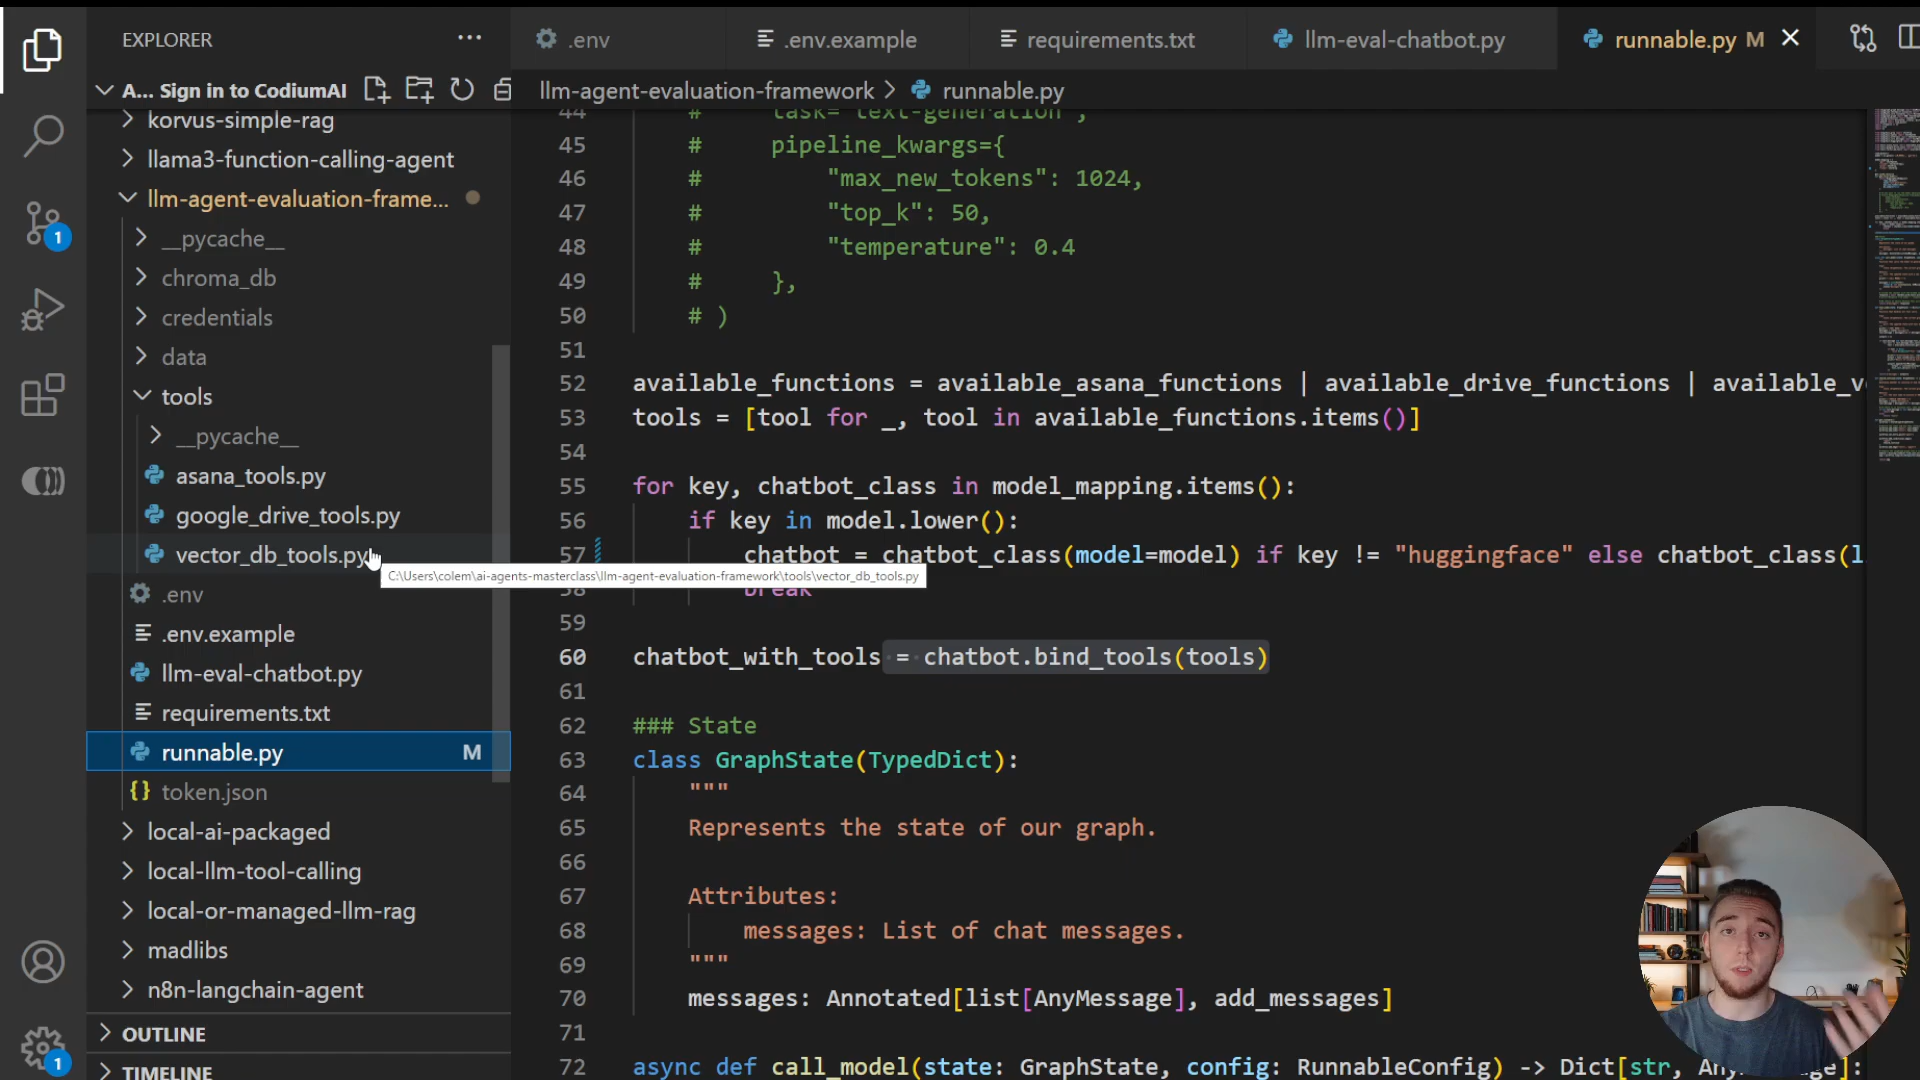 EXPLORER
A... Sign in to CodiumAI
korvus-simple-rag
llama3-function-calling-agent
llm-agent-evaluation-frame...
__pycache__
chroma_db
credentials
data
tools
__pycache__
asana_tools.py
google_drive_tools.py
vector_db_tools.py
.env
.env.example
llm-eval-chatbot.py
requirements.txt
runnable.py M
token.json
local-ai-packaged
local-llm-tool-calling
local-or-managed-llm-rag
madlibs
n8n-langchain-agent
OUTLINE
TIMELINE
1
1
.env
.env.example
requirements.txt
llm-eval-chatbot.py
runnable.py M
llm-agent-evaluation-framework > runnable.py
44 # task="text-generation",
45 # pipeline_kwargs={
46 # "max_new_tokens": 1024,
47 # "top_k": 50,
48 # "temperature": 0.4
49 # },
50 # )
51
52 available_functions = available_asana_functions | available_drive_functions | available_v
53 tools = [tool for _, tool in available_functions.items()]
54
55 for key, chatbot_class in model_mapping.items():
56 if key in model.lower():
57 chatbot = chatbot_class(model=model) if key != "huggingface" else chatbot_class(l
C:\Users\colem\ai-agents-masterclass\llm-agent-evaluation-framework\tools\vector_db_tools.py
58 break
59
60 chatbot_with_tools = chatbot.bind_tools(tools)
61
62 ### State
63 class GraphState(TypedDict):
64 """
65 Represents the state of our graph.
66
67 Attributes:
68 messages: List of chat messages.
69 """
70 messages: Annotated[list[AnyMessage], add_messages]
71
72 async def call_model(state: GraphState, config: RunnableConfig) -> Dict[str, AnyMessage]: